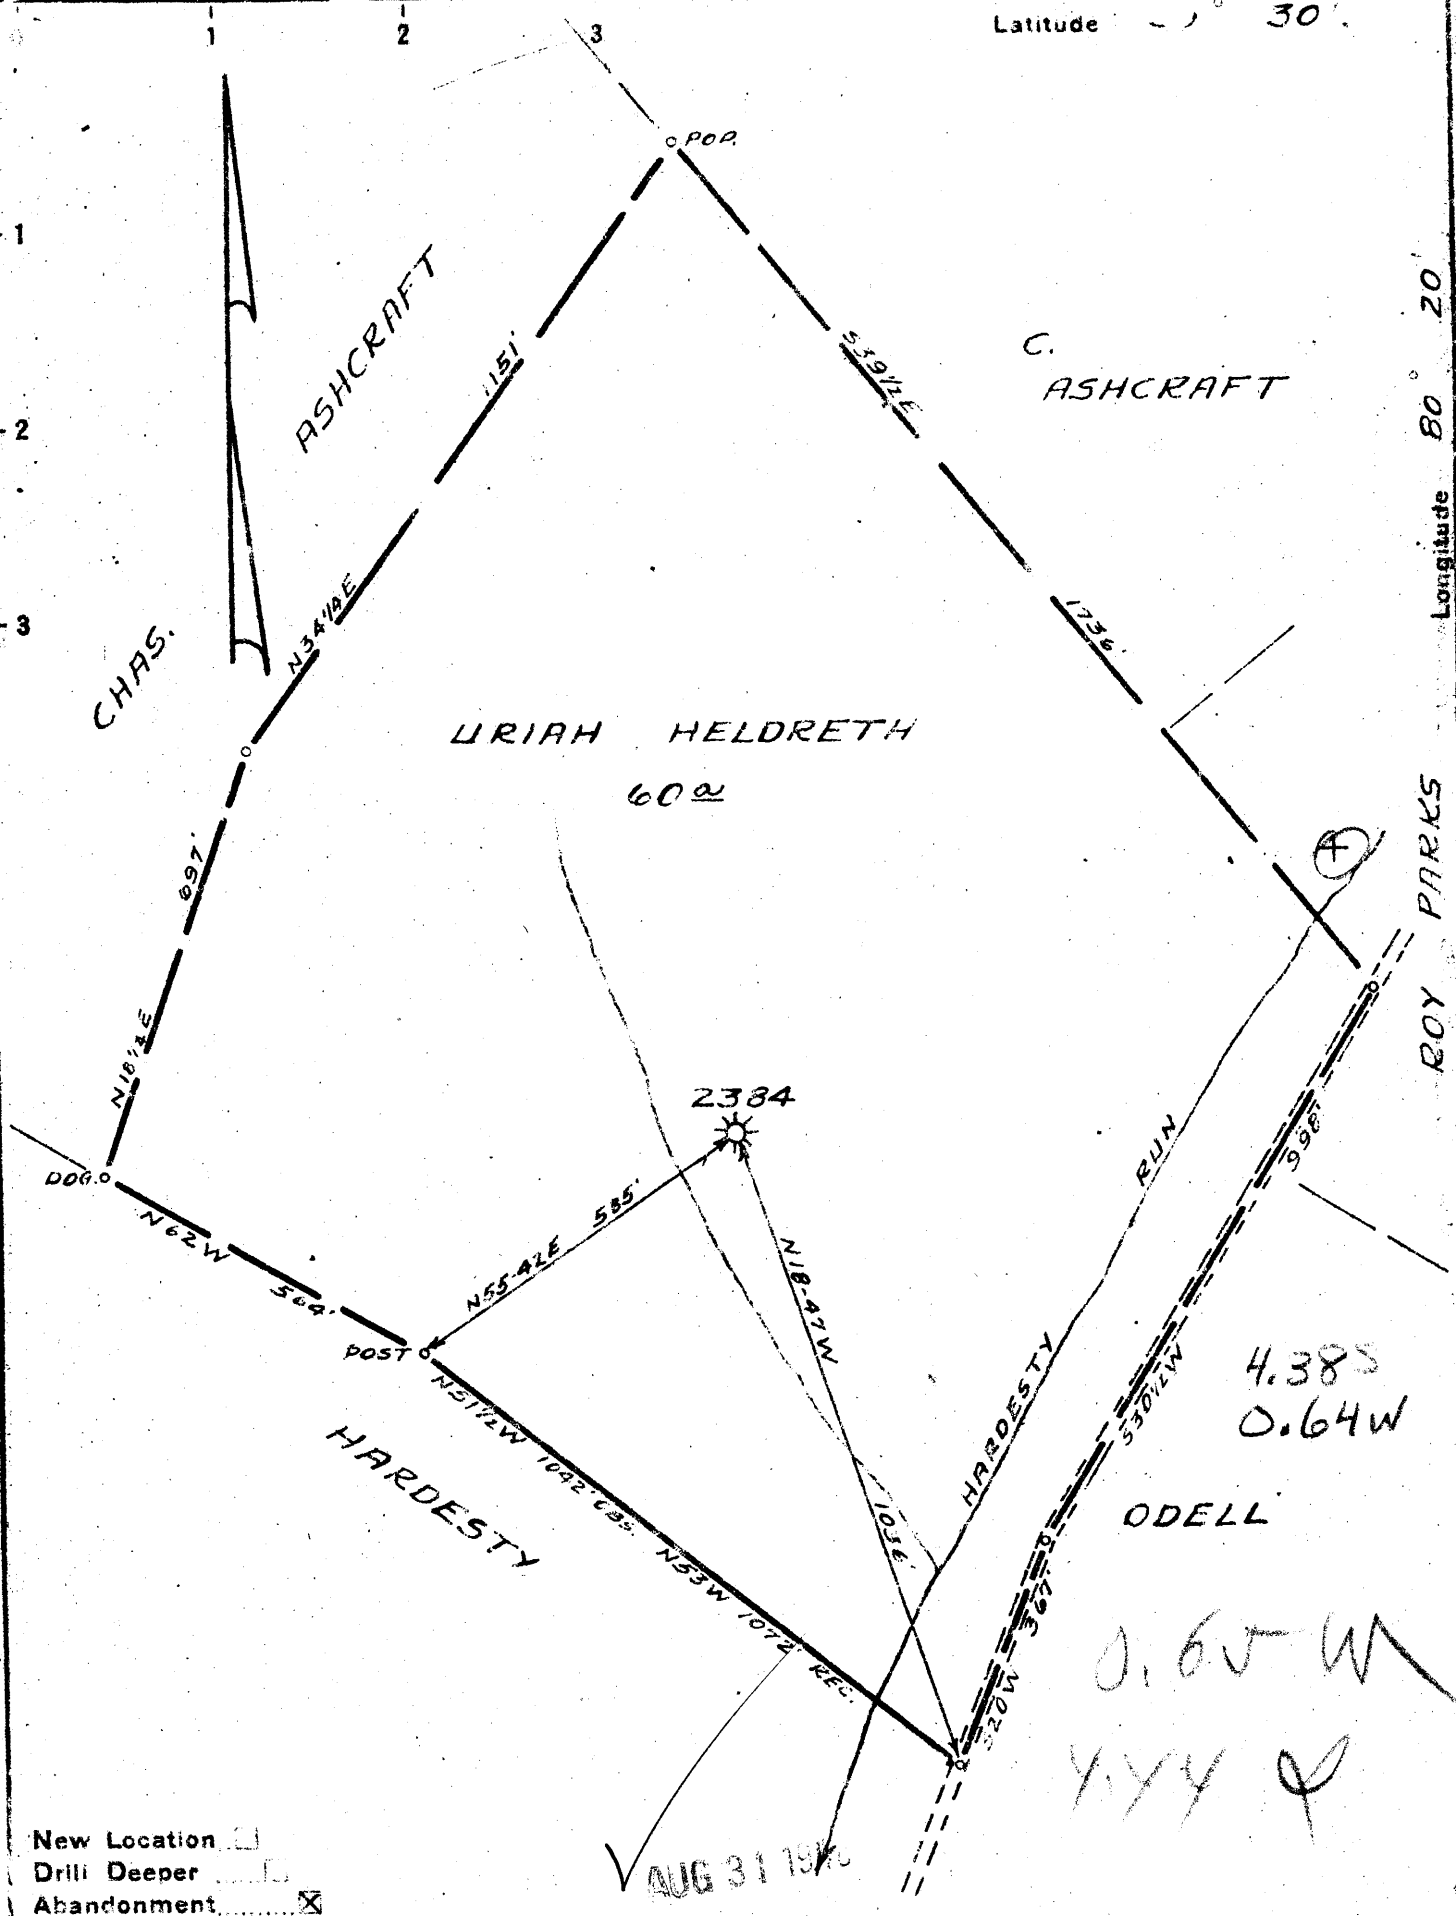 1 2 3
Latitude ° 30'
POP.
1
ASHCRAFT
1151'
S39½E
C.
ASHCRAFT
Longitude 80° 20'
2
3
CHAS.
N34¼E
1736'
URIAH HELDRETH
60 a
697'
+
ROY PARKS
N18¼E
2384
RUN
998'
DOG.
N62W
564'
N55-42E 585'
N18-47W
POST
N51½W 1042' OBS
N53W 1072' REC.
HARDESTY
HARDESTY
1036'
S30½W
4.38S
0.64W
ODELL
367'
S20W
0.65 W
New Location
Drill Deeper
Abandonment X
AUG 31